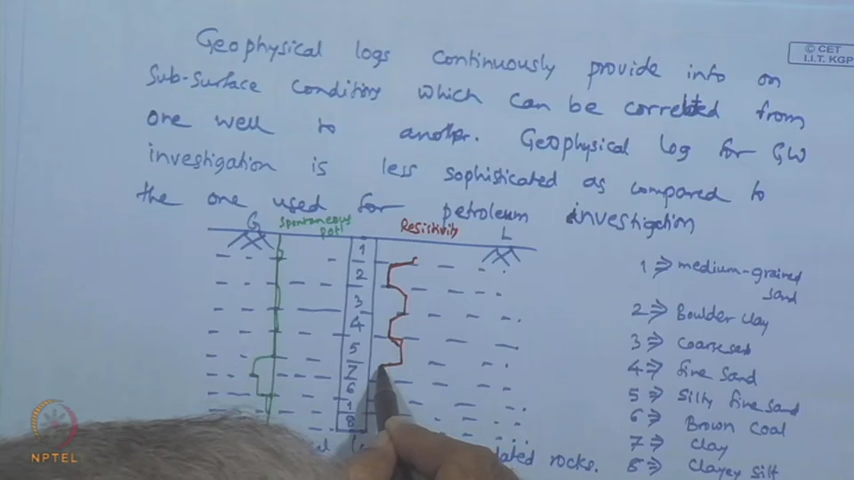 Geophysical logs continuously provide info on
© CET
I.I.T. KGP
Sub-Surface condition which can be correlated from
one well to another. Geophysical log for GW
investigation is less sophisticated as compared to
the one used for petroleum investigation
G Spontaneous potl Resistivity L
1
2
3
4
5
7
6
1
8
1 ⇒ medium-grained
sand
2 ⇒ Boulder clay
3 ⇒ Coarse sand
4 ⇒ fine sand
5 ⇒ Silty fine sand
6 ⇒ Brown coal
7 ⇒ clay
8 ⇒ Clayey silt
rocks.
NPTEL